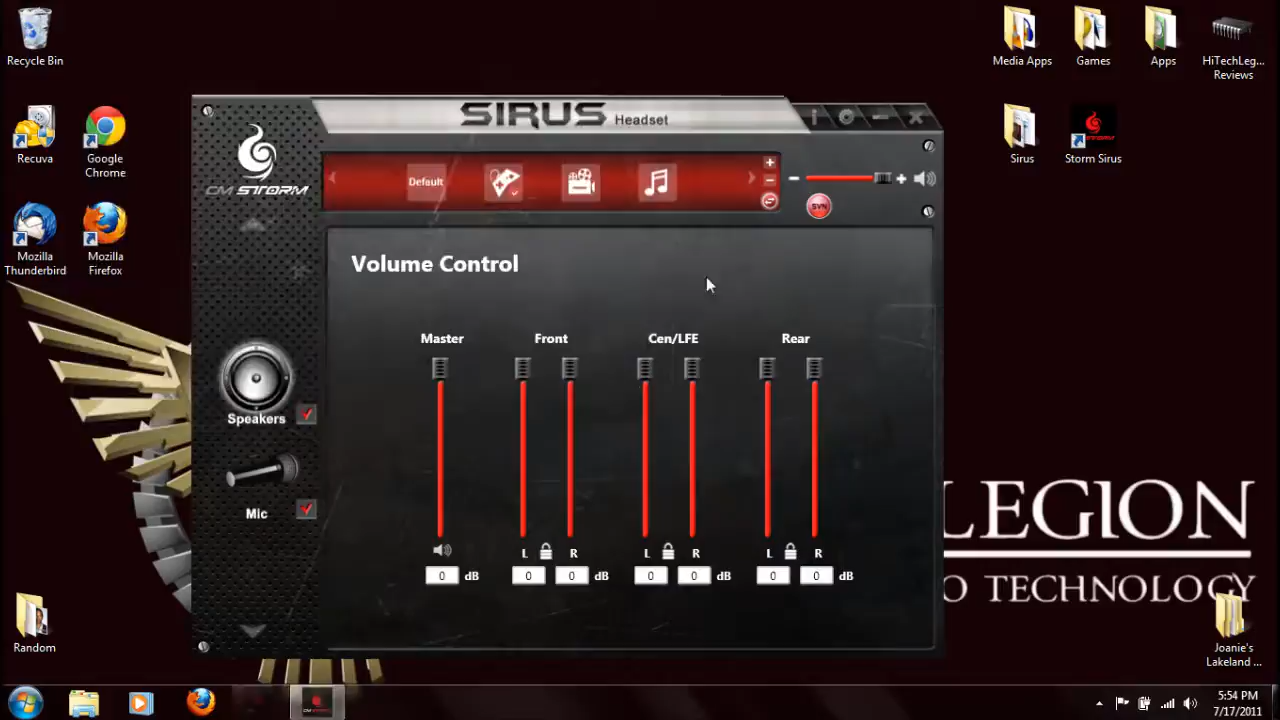 Recycle Bin
Media Apps
Games
Apps
HiTechLeg...
Reviews
SIRUS Headset
Recuva
Google
Chrome
CM STORM
Default
SVN
Sirus
Storm Sirus
Mozilla
Thunderbird
Mozilla
Firefox
Volume Control
Master
Front
Cen/LFE
Rear
Speakers
Mic
L R
L R
L R
0 dB
0 0 dB
0 0 dB
0 0 dB
LEGION
O TECHNOLOGY
Random
Joanie's
Lakeland ...
5:54 PM
7/17/2011